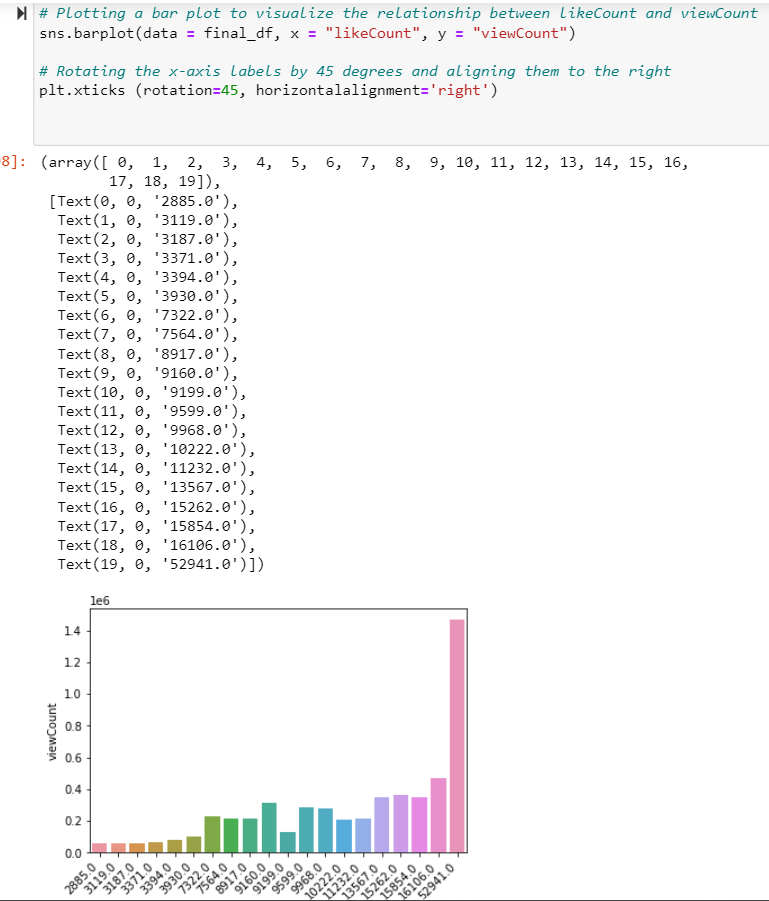 # Plotting a bar plot to visualize the relationship between likeCount and viewCount
sns.barplot(data = final_df, x = "likeCount", y = "viewCount")
# Rotating the x-axis labels by 45 degrees and aligning them to the right
plt.xticks (rotation=45, horizontalalignment='right')
8]: (array([ 0, 1, 2, 3, 4, 5, 6, 7, 8, 9, 10, 11, 12, 13, 14, 15, 16,
17, 18, 19]),
[Text(0, 0, '2885.0'),
Text(1, 0, '3119.0'),
Text(2, 0, '3187.0'),
Text(3, 0, '3371.0'),
Text(4, 0, '3394.0'),
Text(5, 0, '3930.0'),
Text(6, 0, '7322.0'),
Text(7, 0, '7564.0'),
Text(8, 0, '8917.0'),
Text(9, 0, '9160.0'),
Text(10, 0, '9199.0'),
Text(11, 0, '9599.0'),
Text(12, 0, '9968.0'),
Text(13, 0, '10222.0'),
Text(14, 0, '11232.0'),
Text(15, 0, '13567.0'),
Text(16, 0, '15262.0'),
Text(17, 0, '15854.0'),
Text(18, 0, '16106.0'),
Text(19, 0, '52941.0')])
1e6
1.4
1.2
1.0
0.8
0.6
0.4
0.2
0.0
viewCount
2885.0
3119.0
3187.0
3371.0
3394.0
3930.0
7322.0
7564.0
8917.0
9160.0
9199.0
9599.0
9968.0
10222.0
11232.0
13567.0
15262.0
15854.0
16106.0
52941.0